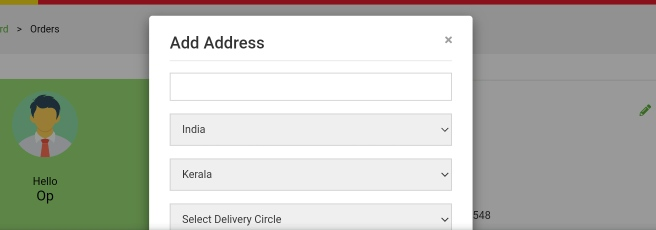 rd > Orders
Add Address
×
India
Kerala
Hello
Op
548
Select Delivery Circle